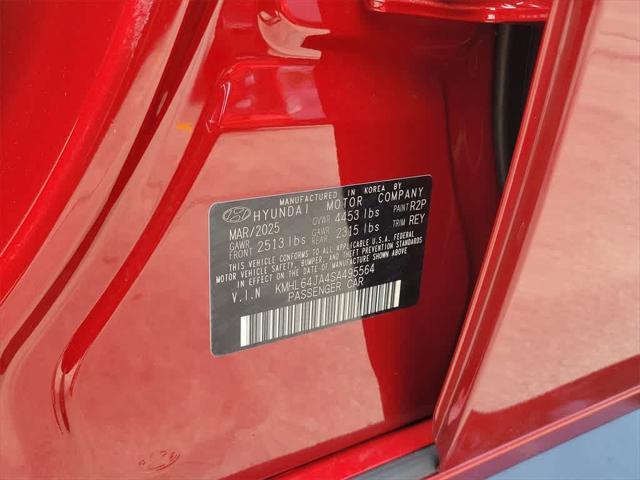 MANUFACTURED IN KOREA BY
HYUNDAI MOTOR COMPANY
MAR/2025 GVWR 4453 lbs PAINT R2P
GAWR FRONT 2513 lbs GAWR REAR 2315 lbs TRIM REY
THIS VEHICLE CONFORMS TO ALL APPLICABLE U.S.A. FEDERAL
MOTOR VEHICLE SAFETY, BUMPER, AND THEFT PREVENTION
STANDARDS IN EFFECT ON THE DATE OF MANUFACTURE SHOWN ABOVE.
V.I.N KMHL64JA4SA495564
PASSENGER CAR